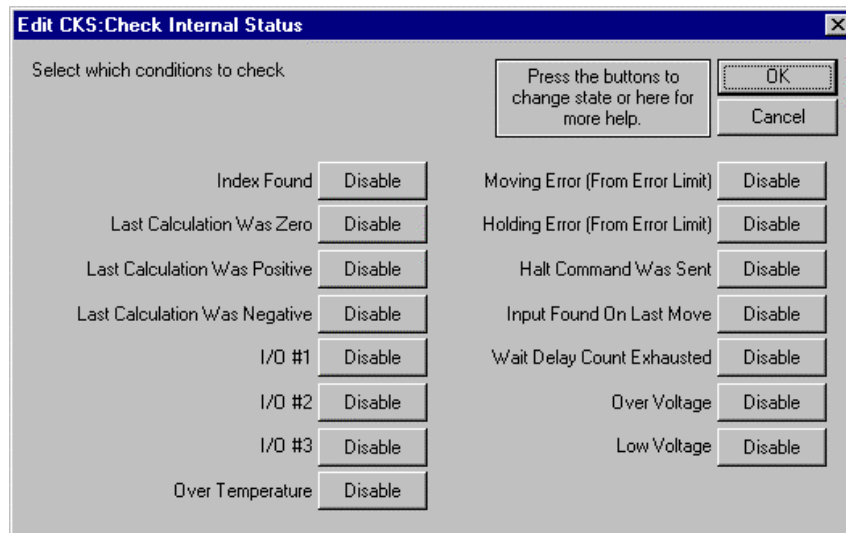 Edit CKS:Check Internal Status
Select which conditions to check
Press the buttons to
change state or here for
more help.
OK
Cancel
Index Found Disable
Last Calculation Was Zero Disable
Last Calculation Was Positive Disable
Last Calculation Was Negative Disable
I/O #1 Disable
I/O #2 Disable
I/O #3 Disable
Over Temperature Disable
Moving Error (From Error Limit) Disable
Holding Error (From Error Limit) Disable
Halt Command Was Sent Disable
Input Found On Last Move Disable
Wait Delay Count Exhausted Disable
Over Voltage Disable
Low Voltage Disable